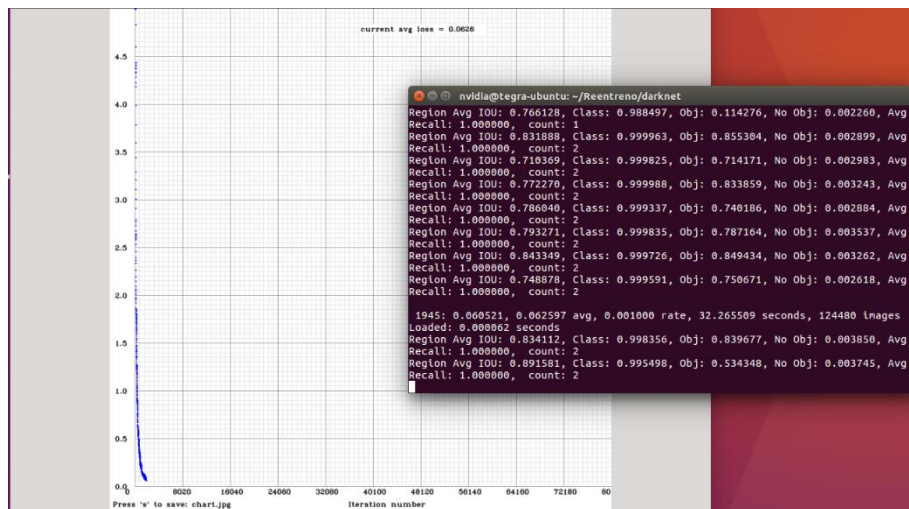 current avg loss = 0.0626
4.5
4.0
3.5
3.0
2.5
2.0
1.5
1.0
0.5
0.0
0 8020 16040 24060 32080 40100 48120 56140 64160 72180 80
Press 's' to save: chart.jpg Iteration number
nvidia@tegra-ubuntu: ~/Reentreno/darknet
Region Avg IOU: 0.766128, Class: 0.988497, Obj: 0.114276, No Obj: 0.002260, Avg
Recall: 1.000000, count: 1
Region Avg IOU: 0.831888, Class: 0.999963, Obj: 0.855304, No Obj: 0.002899, Avg
Recall: 1.000000, count: 2
Region Avg IOU: 0.710369, Class: 0.999825, Obj: 0.714171, No Obj: 0.002983, Avg
Recall: 1.000000, count: 2
Region Avg IOU: 0.772270, Class: 0.999988, Obj: 0.833859, No Obj: 0.003243, Avg
Recall: 1.000000, count: 2
Region Avg IOU: 0.786040, Class: 0.999337, Obj: 0.740186, No Obj: 0.002884, Avg
Recall: 1.000000, count: 2
Region Avg IOU: 0.793271, Class: 0.999835, Obj: 0.787164, No Obj: 0.003537, Avg
Recall: 1.000000, count: 2
Region Avg IOU: 0.843349, Class: 0.999726, Obj: 0.849434, No Obj: 0.003262, Avg
Recall: 1.000000, count: 2
Region Avg IOU: 0.748878, Class: 0.999591, Obj: 0.750671, No Obj: 0.002618, Avg
Recall: 1.000000, count: 2
1945: 0.060521, 0.062597 avg, 0.001000 rate, 32.265509 seconds, 124480 images
Loaded: 0.000062 seconds
Region Avg IOU: 0.834112, Class: 0.998356, Obj: 0.839677, No Obj: 0.003850, Avg
Recall: 1.000000, count: 2
Region Avg IOU: 0.891581, Class: 0.995498, Obj: 0.534348, No Obj: 0.003745, Avg
Recall: 1.000000, count: 2